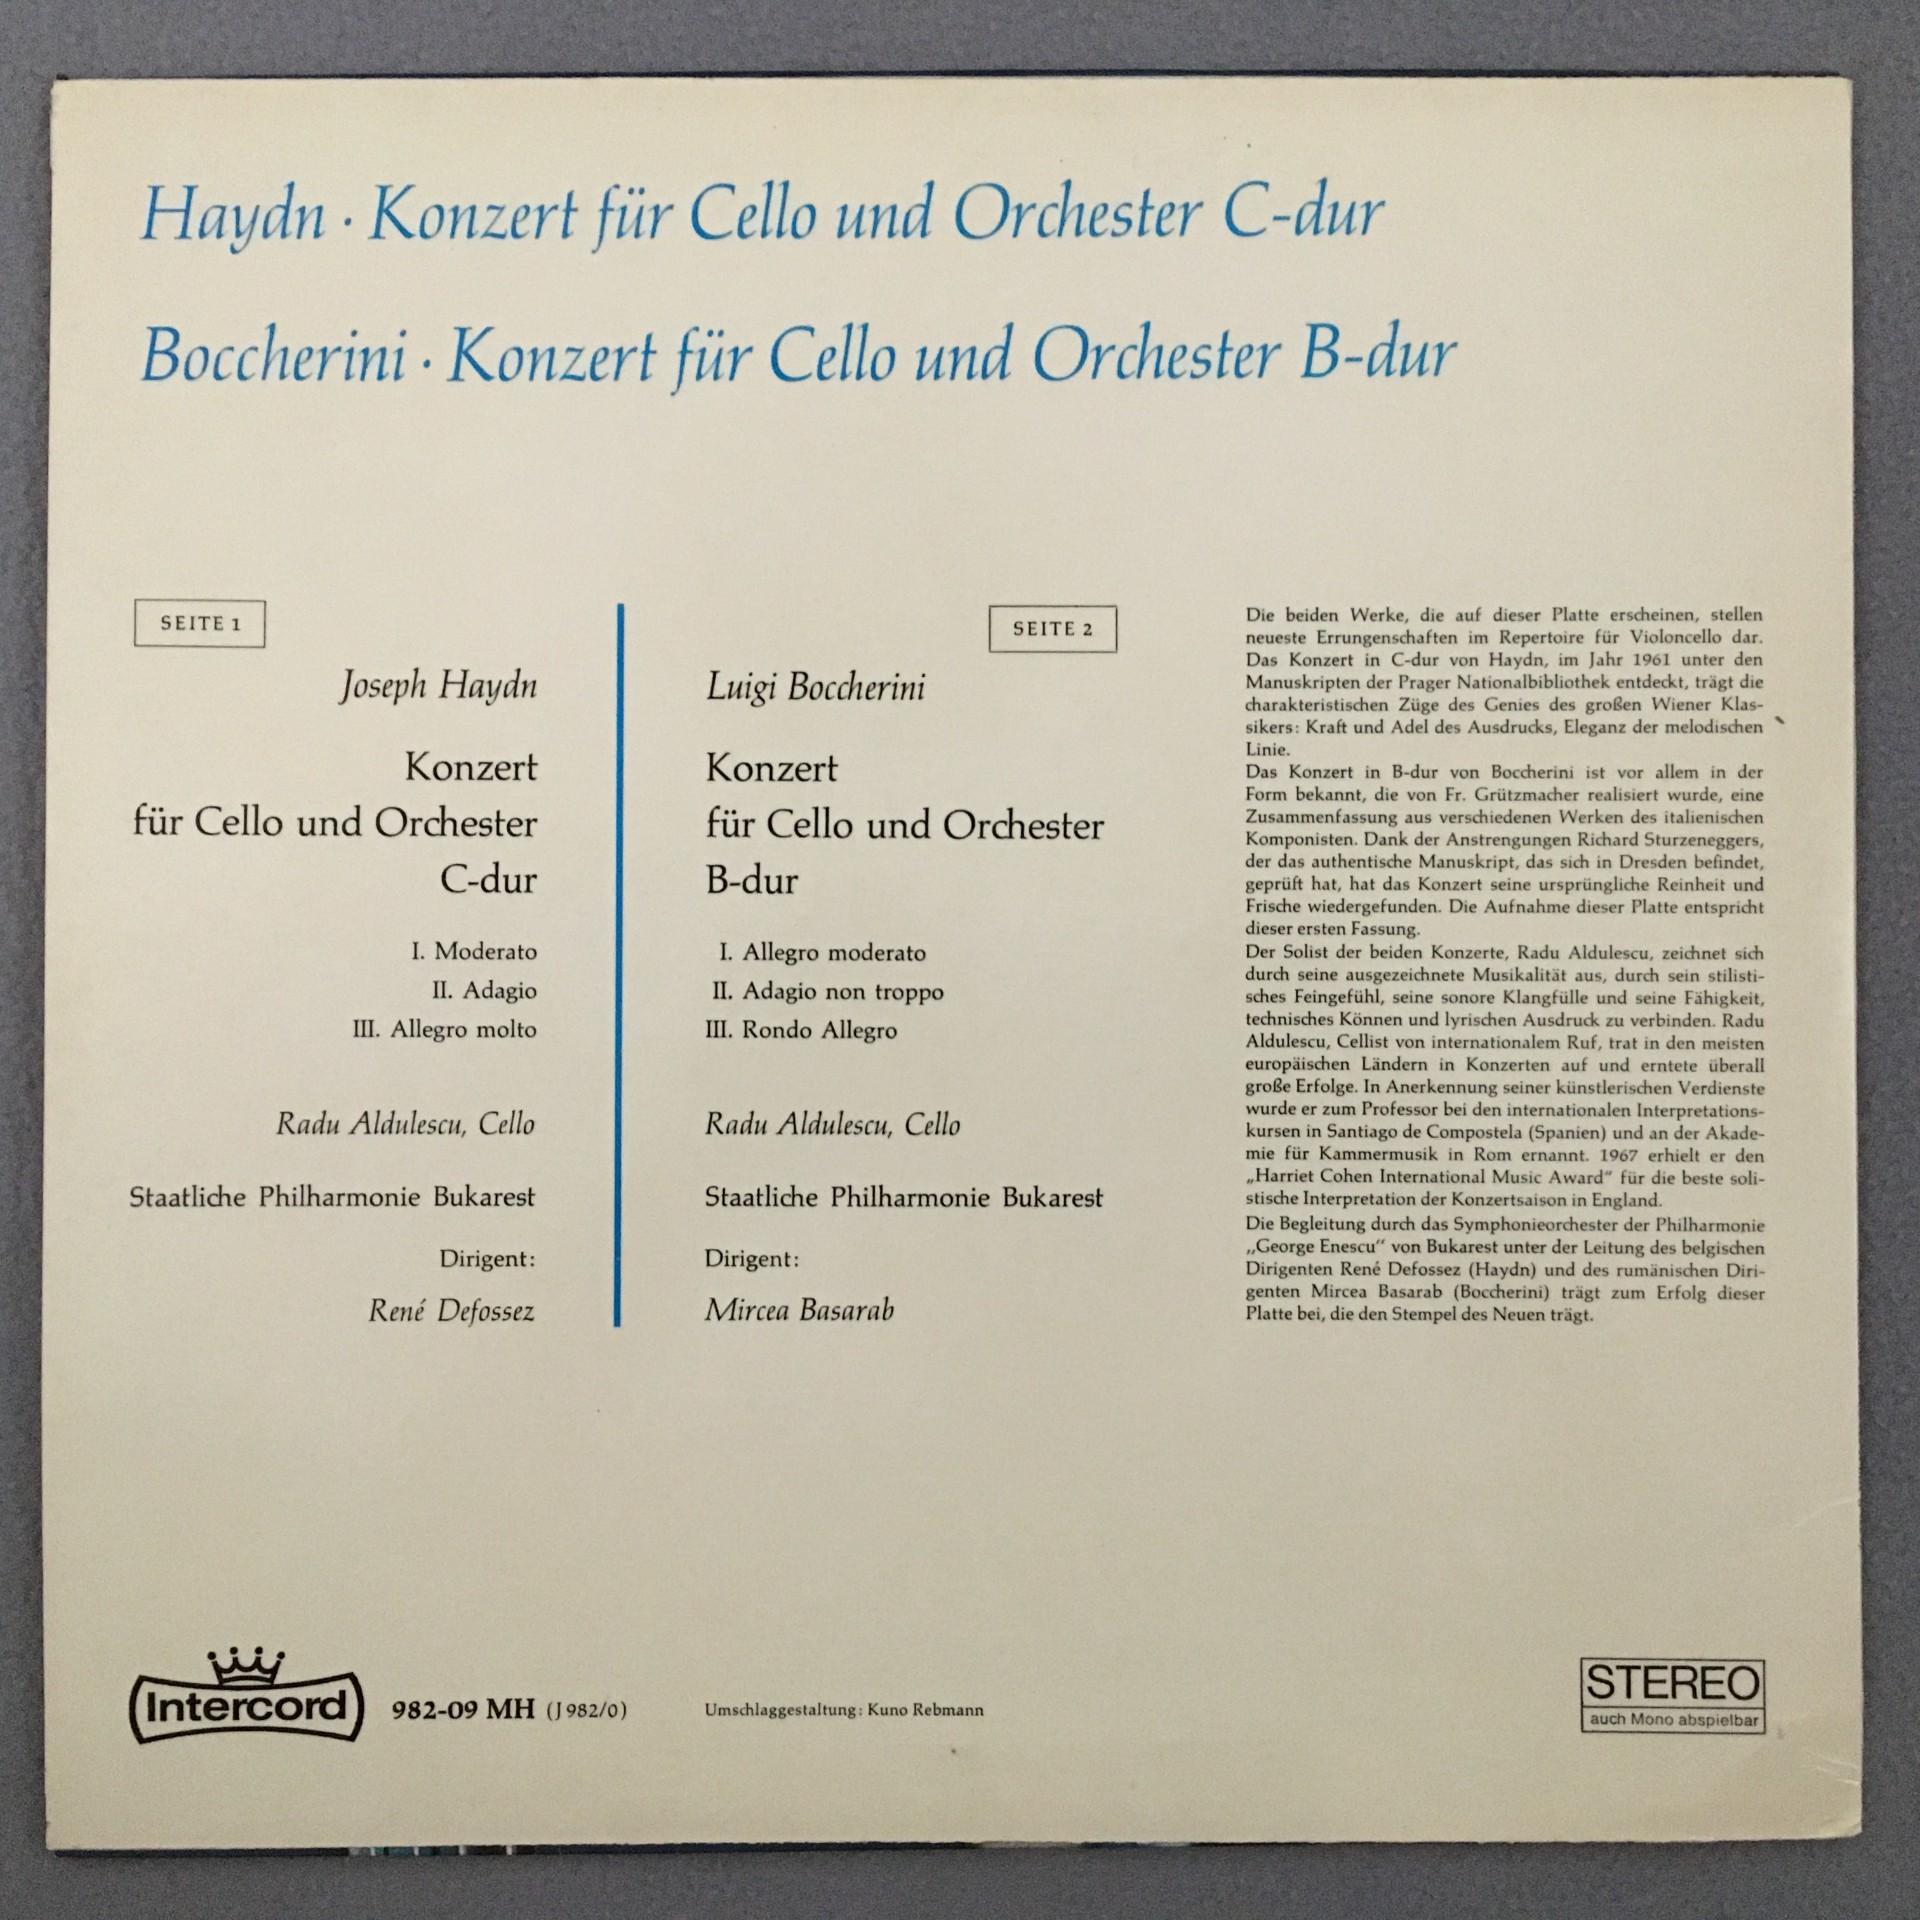 Haydn · Konzert für Cello und Orchester C-dur
Boccherini · Konzert für Cello und Orchester B-dur
SEITE 1
Joseph Haydn
Konzert
für Cello und Orchester
C-dur
I. Moderato
II. Adagio
III. Allegro molto
Radu Aldulescu, Cello
Staatliche Philharmonie Bukarest
Dirigent:
René Defossez
SEITE 2
Luigi Boccherini
Konzert
für Cello und Orchester
B-dur
I. Allegro moderato
II. Adagio non troppo
III. Rondo Allegro
Radu Aldulescu, Cello
Staatliche Philharmonie Bukarest
Dirigent:
Mircea Basarab
Die beiden Werke, die auf dieser Platte erscheinen, stellen
neueste Errungenschaften im Repertoire für Violoncello dar.
Das Konzert in C-dur von Haydn, im Jahr 1961 unter den
Manuskripten der Prager Nationalbibliothek entdeckt, trägt die
charakteristischen Züge des Genies des großen Wiener Klas-
sikers: Kraft und Adel des Ausdrucks, Eleganz der melodischen
Linie.
Das Konzert in B-dur von Boccherini ist vor allem in der
Form bekannt, die von Fr. Grützmacher realisiert wurde, eine
Zusammenfassung aus verschiedenen Werken des italienischen
Komponisten. Dank der Anstrengungen Richard Sturzeneggers,
der das authentische Manuskript, das sich in Dresden befindet,
geprüft hat, hat das Konzert seine ursprüngliche Reinheit und
Frische wiedergefunden. Die Aufnahme dieser Platte entspricht
dieser ersten Fassung.
Der Solist der beiden Konzerte, Radu Aldulescu, zeichnet sich
durch seine ausgezeichnete Musikalität aus, durch sein stilisti-
sches Feingefühl, seine sonore Klangfülle und seine Fähigkeit,
technisches Können und lyrischen Ausdruck zu verbinden. Radu
Aldulescu, Cellist von internationalem Ruf, trat in den meisten
europäischen Ländern in Konzerten auf und erntete überall
große Erfolge. In Anerkennung seiner künstlerischen Verdienste
wurde er zum Professor bei den internationalen Interpretations-
kursen in Santiago de Compostela (Spanien) und an der Akade-
mie für Kammermusik in Rom ernannt. 1967 erhielt er den
„Harriet Cohen International Music Award“ für die beste soli-
stische Interpretation der Konzertsaison in England.
Die Begleitung durch das Symphonieorchester der Philharmonie
„George Enescu“ von Bukarest unter der Leitung des belgischen
Dirigenten René Defossez (Haydn) und des rumänischen Diri-
genten Mircea Basarab (Boccherini) trägt zum Erfolg dieser
Platte bei, die den Stempel des Neuen trägt.
Intercord
982-09 MH (J 982/0)
Umschlaggestaltung: Kuno Rebmann
STEREO
auch Mono abspielbar